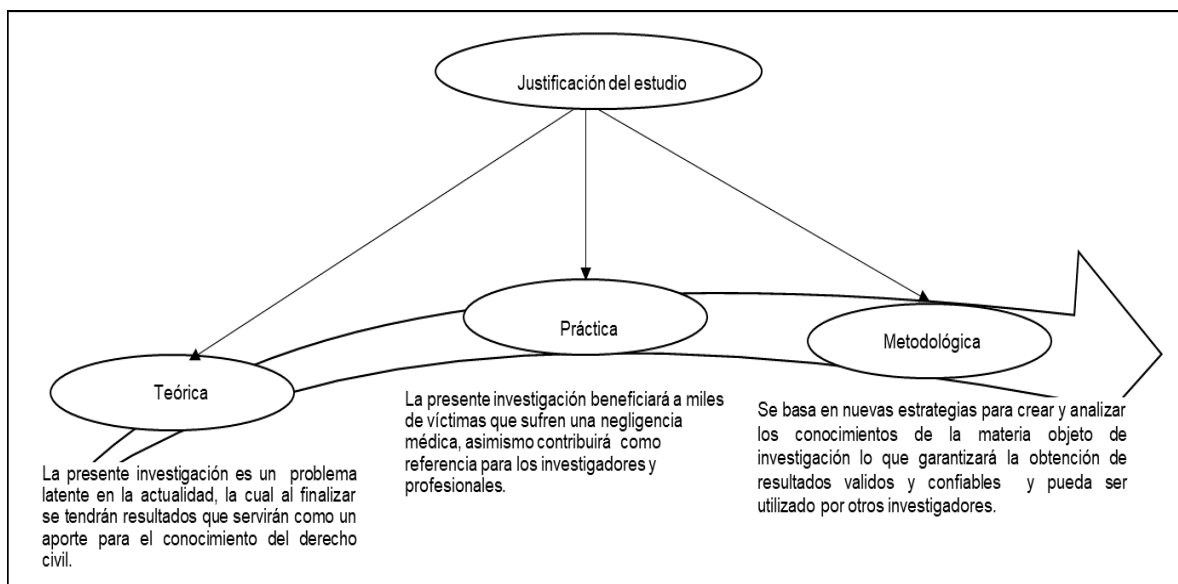 Justificación del estudio
Teórica
La presente investigación es un problema
latente en la actualidad, la cual al finalizar
se tendrán resultados que servirán como un
aporte para el conocimiento del derecho
civil.
Práctica
La presente investigación beneficiará a miles
de víctimas que sufren una negligencia
médica, asimismo contribuirá como
referencia para los investigadores y
profesionales.
Metodológica
Se basa en nuevas estrategias para crear y analizar
los conocimientos de la materia objeto de
investigación lo que garantizará la obtención de
resultados validos y confiables y pueda ser
utilizado por otros investigadores.